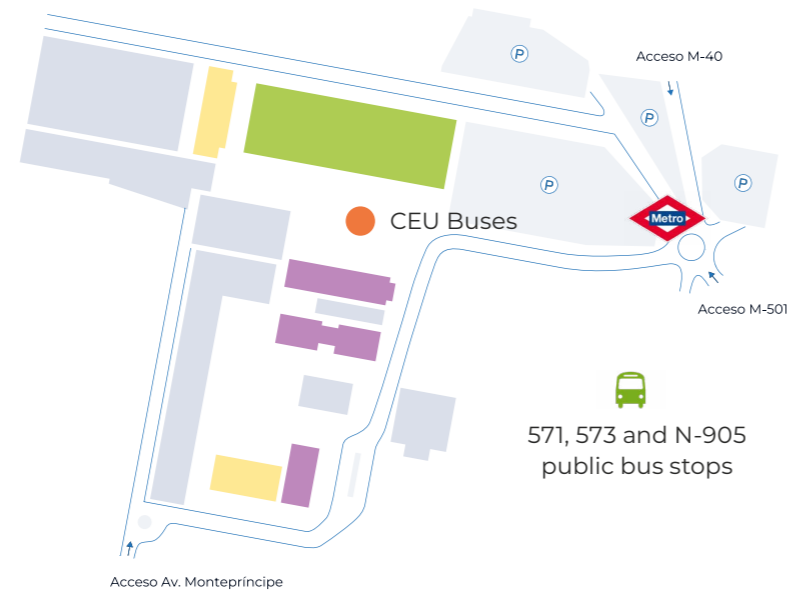 P
Acceso M-40
P
P
P
Metro
CEU Buses
Acceso M-501
571, 573 and N-905
public bus stops
Acceso Av. Montepríncipe